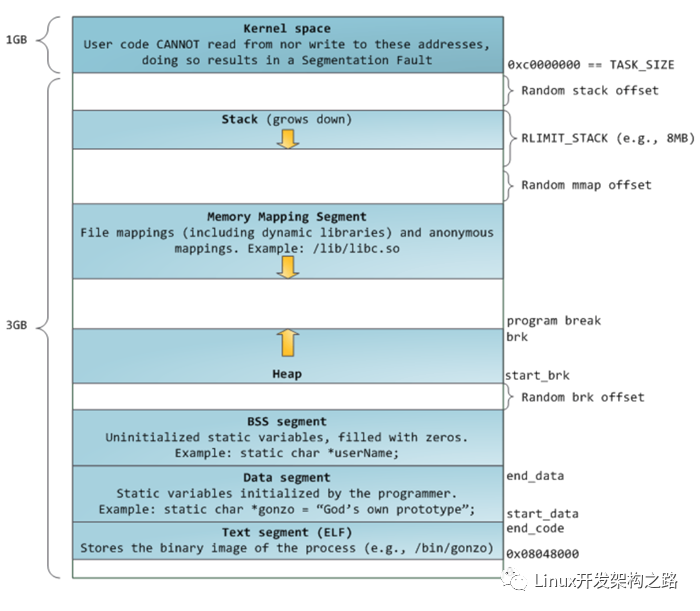 1GB
Kernel space
User code CANNOT read from nor write to these addresses,
doing so results in a Segmentation Fault
0xc0000000 == TASK_SIZE
Random stack offset
Stack (grows down)
RLIMIT_STACK (e.g., 8MB)
Random mmap offset
Memory Mapping Segment
File mappings (including dynamic libraries) and anonymous
mappings. Example: /lib/libc.so
3GB
program break
brk
Heap
start_brk
Random brk offset
BSS segment
Uninitialized static variables, filled with zeros.
Example: static char *userName;
Data segment
Static variables initialized by the programmer.
Example: static char *gonzo = “God’s own prototype”;
end_data
start_data
end_code
Text segment (ELF)
Stores the binary image of the process (e.g., /bin/gonzo)
0x08048000
Linux开发架构之路